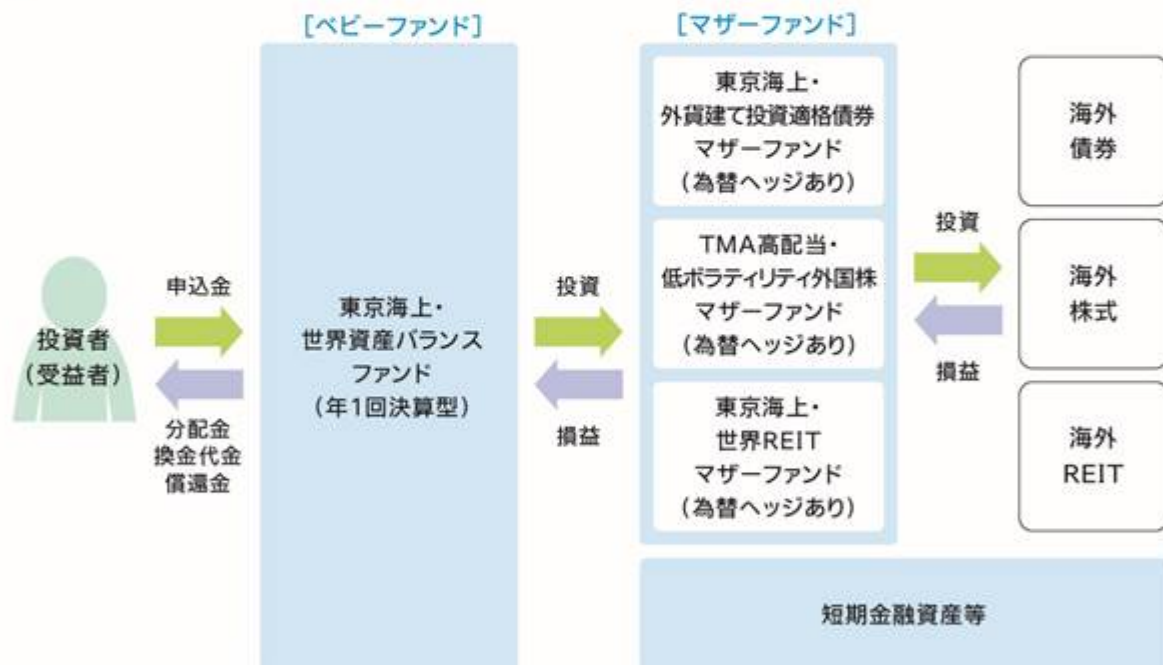 [ベビーファンド]
[マザーファンド]
投資者
(受益者)
申込金
分配金
換金代金
償還金
東京海上・
世界資産バランス
ファンド
(年1回決算型)
投資
損益
東京海上・
外貨建て投資適格債券
マザーファンド
(為替ヘッジあり)
TMA高配当・
低ボラティリティ外国株
マザーファンド
(為替ヘッジあり)
東京海上・
世界REIT
マザーファンド
(為替ヘッジあり)
投資
損益
海外
債券
海外
株式
海外
REIT
短期金融資産等